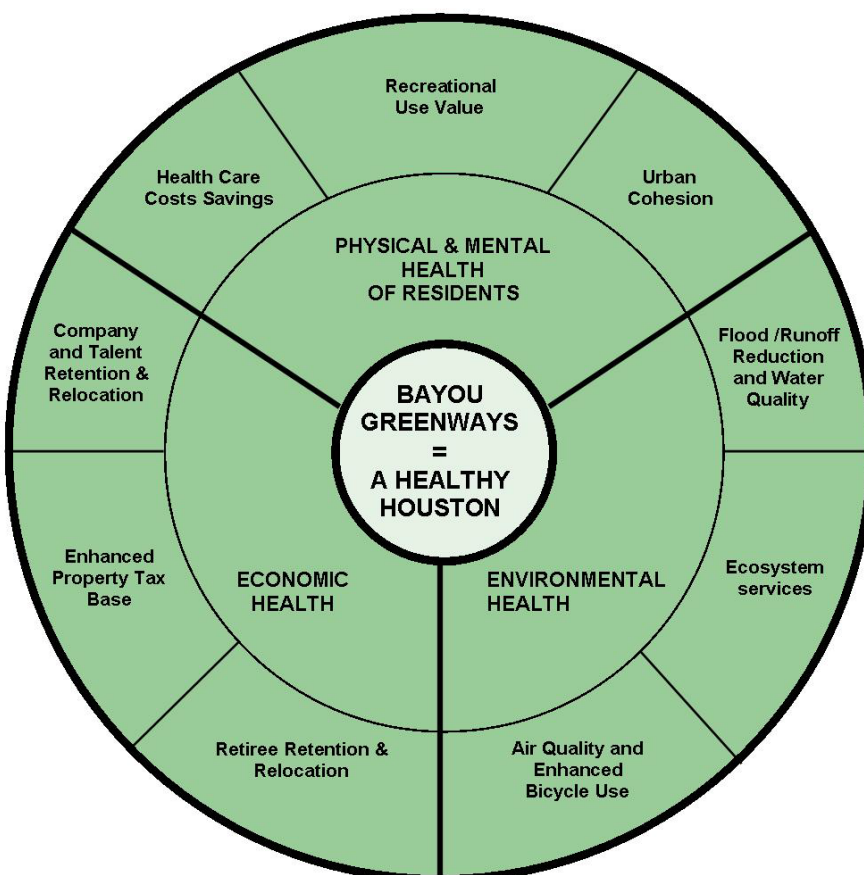 Recreational
Use Value
Health Care
Costs Savings
Urban
Cohesion
PHYSICAL & MENTAL
HEALTH
OF RESIDENTS
Company
and Talent
Retention &
Relocation
Flood /Runoff
Reduction
and Water
Quality
BAYOU
GREENWAYS
=
A HEALTHY
HOUSTON
Enhanced
Property Tax
Base
ECONOMIC
HEALTH
ENVIRONMENTAL
HEALTH
Ecosystem
services
Retiree Retention &
Relocation
Air Quality and
Enhanced
Bicycle Use